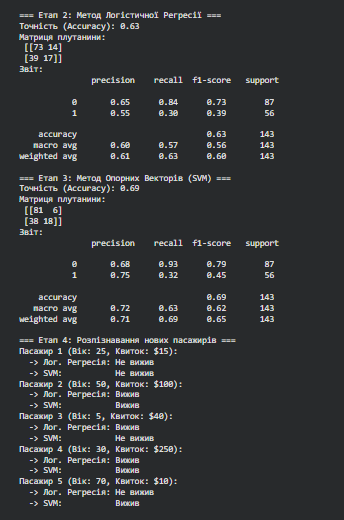 === Етап 2: Метод Логістичної Регресії ===
Точність (Accuracy): 0.63
Матриця плутанини:
[[73 14]
[39 17]]
Звіт:
precision recall f1-score support
0 0.65 0.84 0.73 87
1 0.55 0.30 0.39 56
accuracy 0.63 143
macro avg 0.60 0.57 0.56 143
weighted avg 0.61 0.63 0.60 143
=== Етап 3: Метод Опорних Векторів (SVM) ===
Точність (Accuracy): 0.69
Матриця плутанини:
[[81 6]
[38 18]]
Звіт:
precision recall f1-score support
0 0.68 0.93 0.79 87
1 0.75 0.32 0.45 56
accuracy 0.69 143
macro avg 0.72 0.63 0.62 143
weighted avg 0.71 0.69 0.65 143
=== Етап 4: Розпізнавання нових пасажирів ===
Пасажир 1 (Вік: 25, Квиток: $15):
-> Лог. Регресія: Не вижив
-> SVM: Не вижив
Пасажир 2 (Вік: 50, Квиток: $100):
-> Лог. Регресія: Вижив
-> SVM: Вижив
Пасажир 3 (Вік: 5, Квиток: $40):
-> Лог. Регресія: Вижив
-> SVM: Не вижив
Пасажир 4 (Вік: 30, Квиток: $250):
-> Лог. Регресія: Вижив
-> SVM: Вижив
Пасажир 5 (Вік: 70, Квиток: $10):
-> Лог. Регресія: Не вижив
-> SVM: Вижив